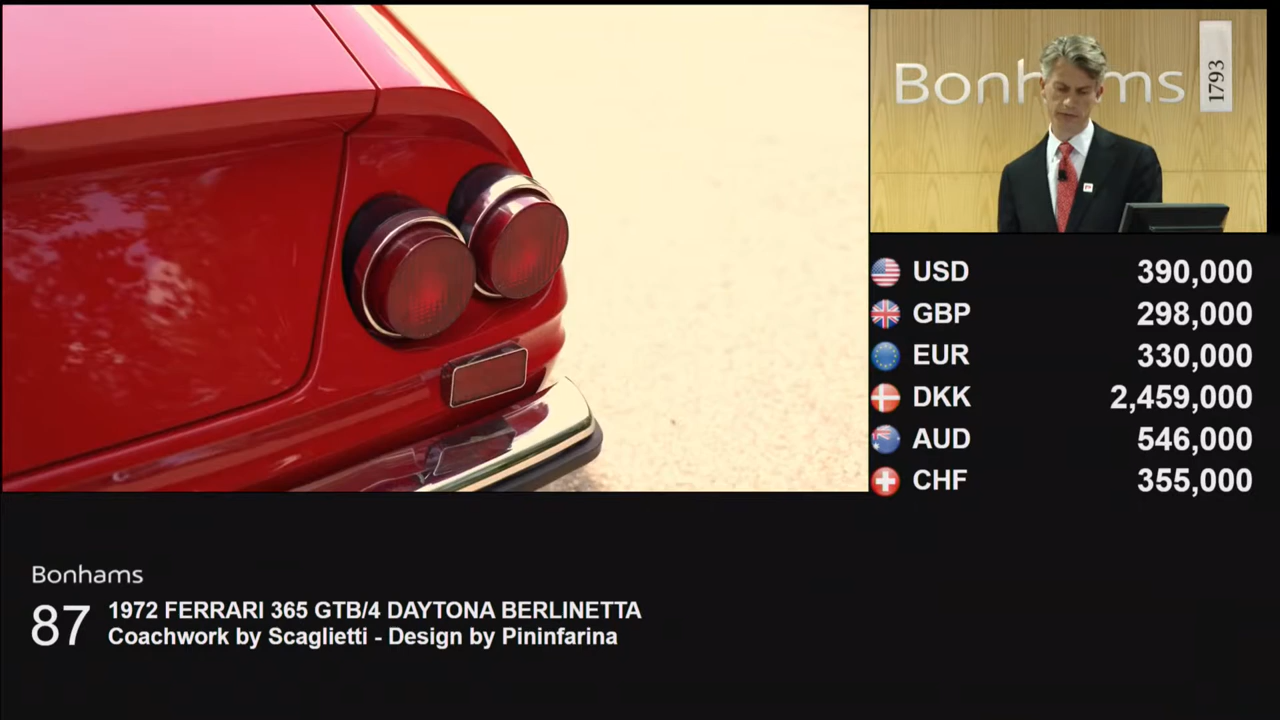 Bonhams
1793
USD 390,000
GBP 298,000
EUR 330,000
DKK 2,459,000
AUD 546,000
CHF 355,000
Bonhams
87
1972 FERRARI 365 GTB/4 DAYTONA BERLINETTA
Coachwork by Scaglietti - Design by Pininfarina